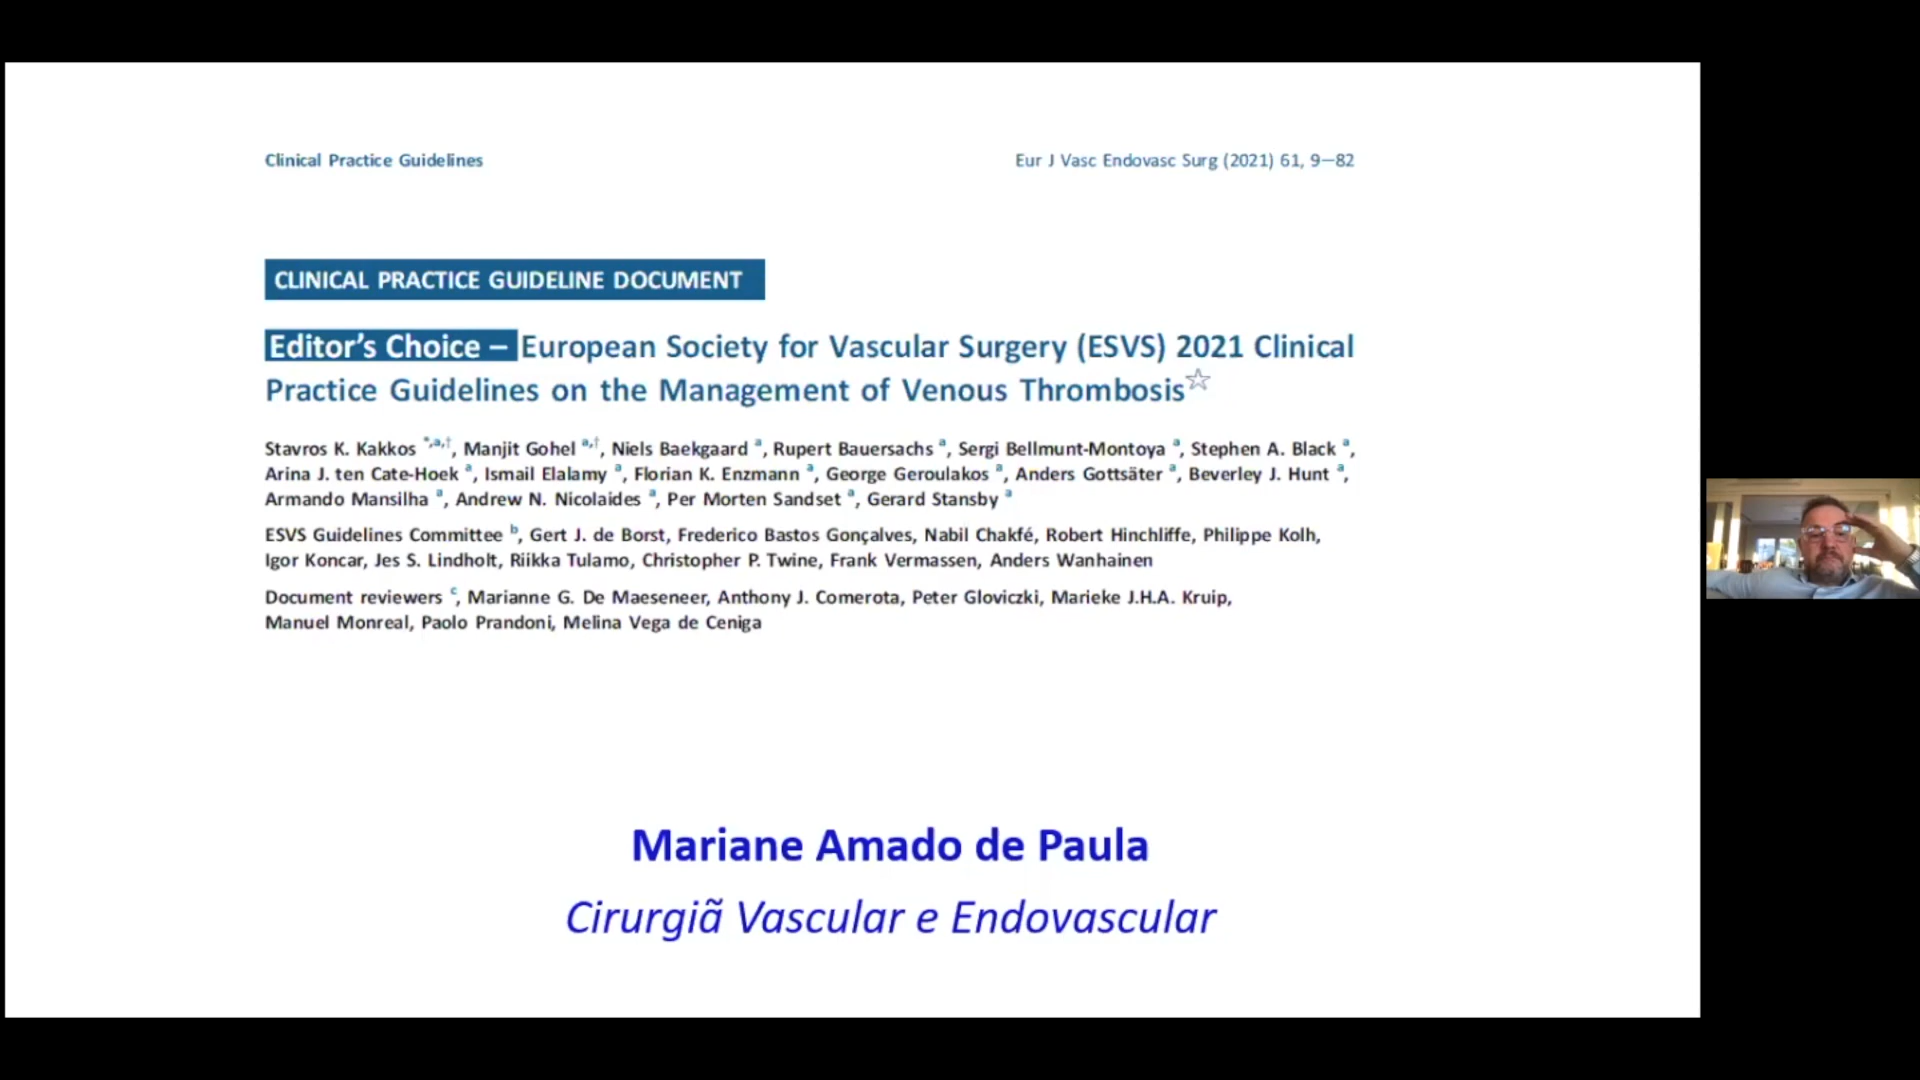 Clinical Practice Guidelines
Eur J Vasc Endovasc Surg (2021) 61, 9—82
CLINICAL PRACTICE GUIDELINE DOCUMENT
Editor’s Choice – European Society for Vascular Surgery (ESVS) 2021 Clinical
Practice Guidelines on the Management of Venous Thrombosis☆
Stavros K. Kakkos *,a,†, Manjit Gohel a,†, Niels Baekgaard a, Rupert Bauersachs a, Sergi Bellmunt-Montoya a, Stephen A. Black a,
Arina J. ten Cate-Hoek a, Ismail Elalamy a, Florian K. Enzmann a, George Geroulakos a, Anders Gottsäter a, Beverley J. Hunt a,
Armando Mansilha a, Andrew N. Nicolaides a, Per Morten Sandset a, Gerard Stansby a
ESVS Guidelines Committee b, Gert J. de Borst, Frederico Bastos Gonçalves, Nabil Chakfé, Robert Hinchliffe, Philippe Kolh,
Igor Koncar, Jes S. Lindholt, Riikka Tulamo, Christopher P. Twine, Frank Vermassen, Anders Wanhainen
Document reviewers c, Marianne G. De Maeseneer, Anthony J. Comerota, Peter Gloviczki, Marieke J.H.A. Kruip,
Manuel Monreal, Paolo Prandoni, Melina Vega de Ceniga
Mariane Amado de Paula
Cirurgiã Vascular e Endovascular